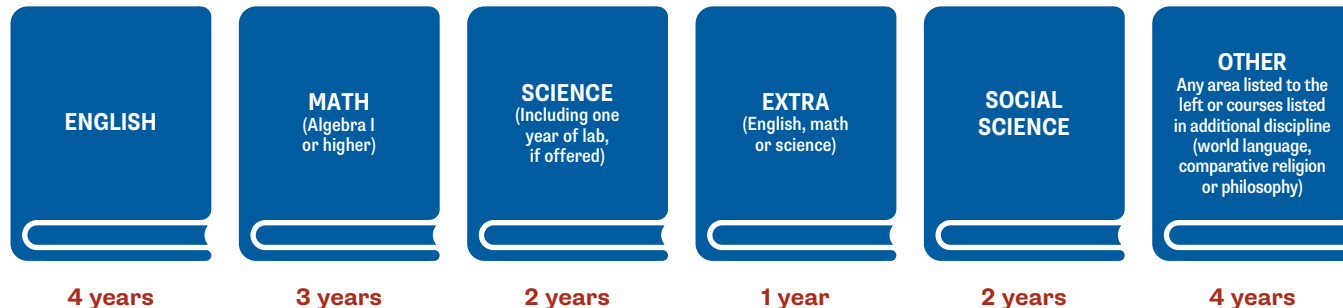 ENGLISH
4 years
MATH
(Algebra I
or higher)
3 years
SCIENCE
(Including one
year of lab,
if offered)
2 years
EXTRA
(English, math
or science)
1 year
SOCIAL
SCIENCE
2 years
OTHER
Any area listed to the
left or courses listed
in additional discipline
(world language,
comparative religion
or philosophy)
4 years